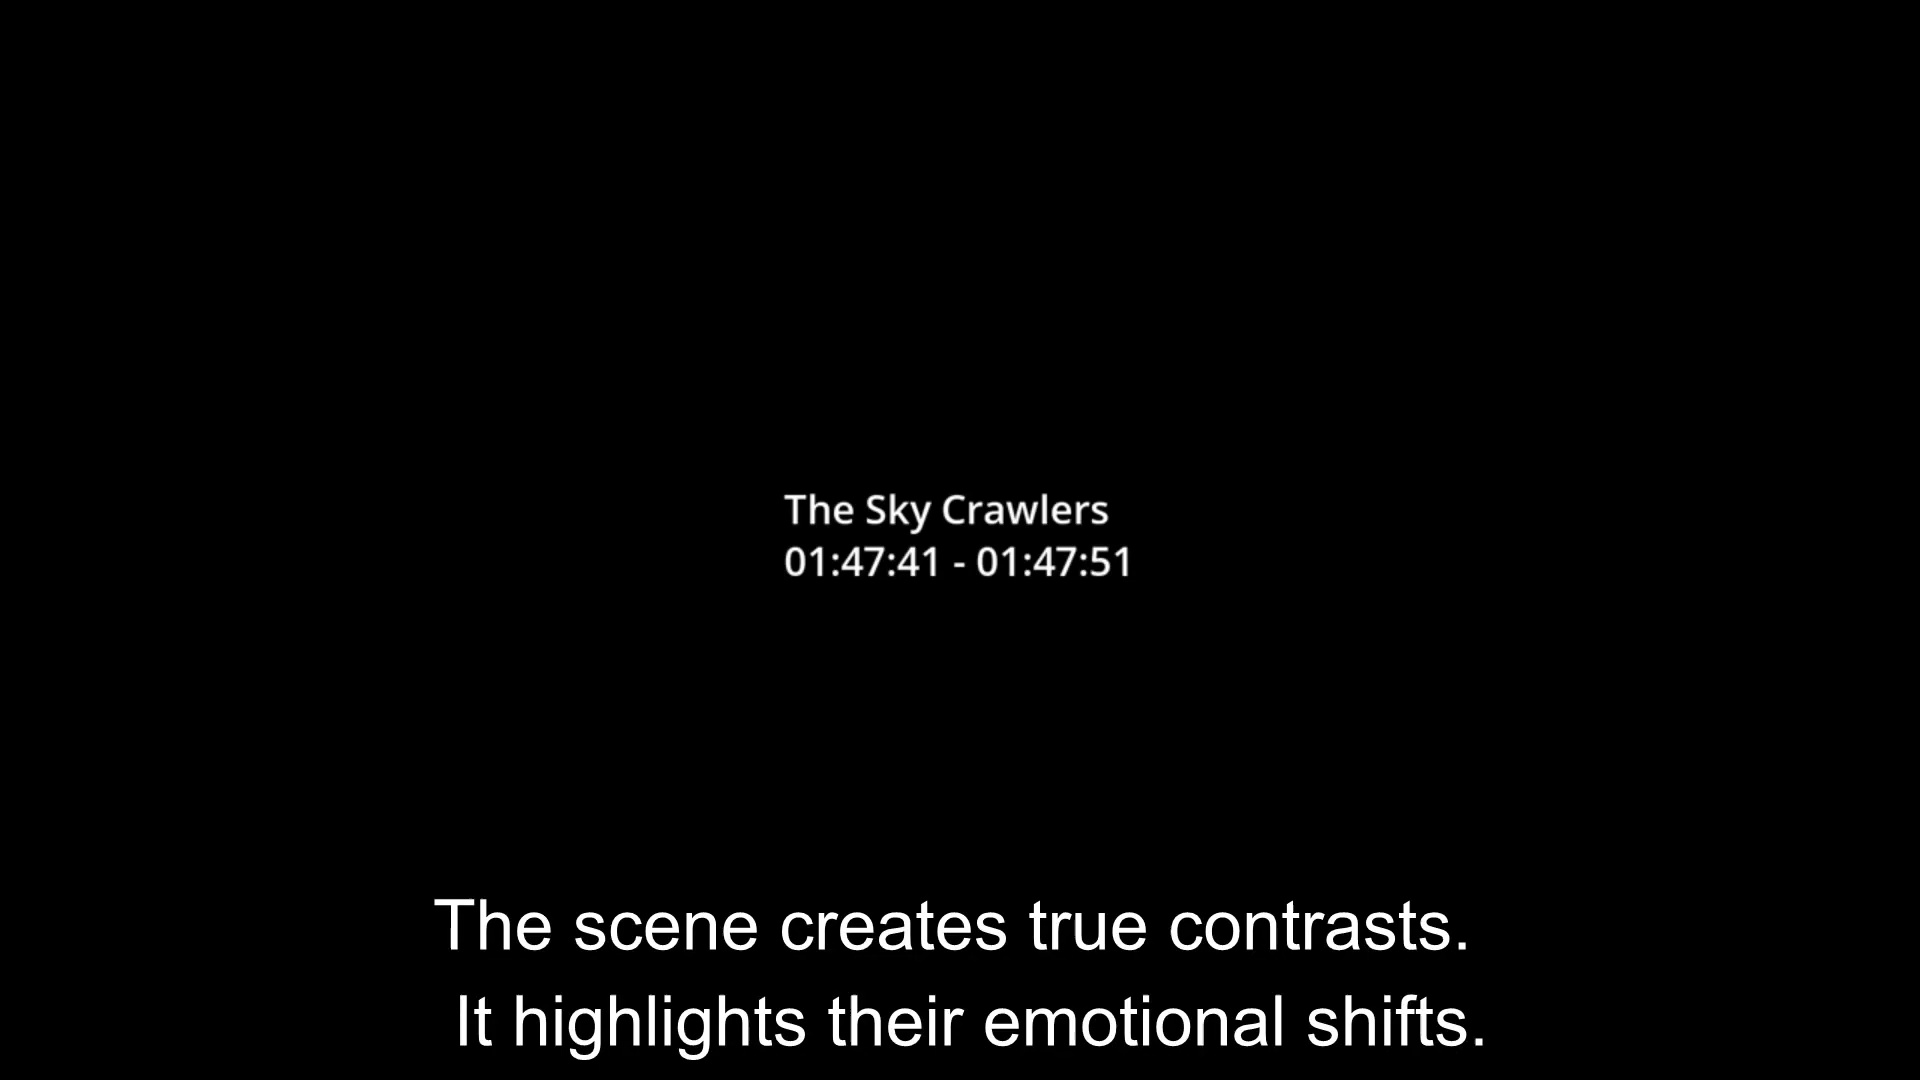 The Sky Crawlers
01:47:41 - 01:47:51
The scene creates true contrasts.
It highlights their emotional shifts.